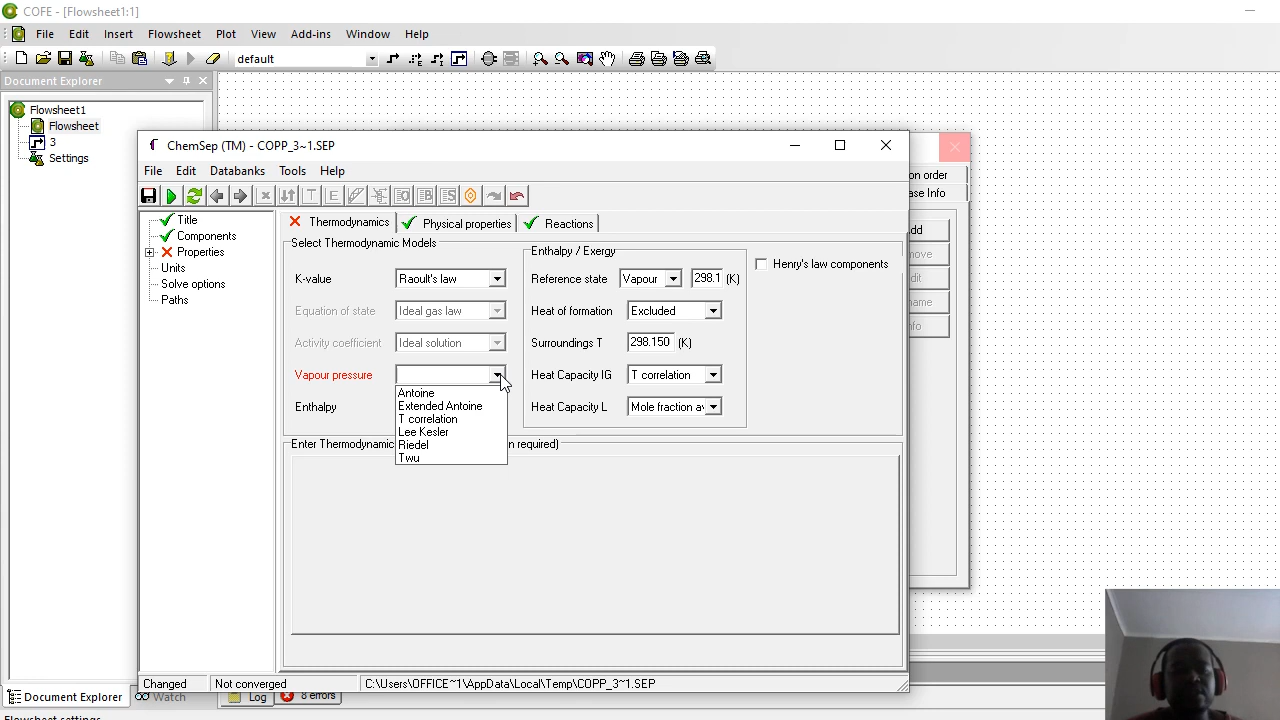 COFE - [Flowsheet1:1]
File Edit Insert Flowsheet Plot View Add-ins Window Help
default
Document Explorer
Flowsheet1
Flowsheet
3
Settings
ChemSep (TM) - COPP_3~1.SEP
File Edit Databanks Tools Help
Title
Components
Properties
Units
Solve options
Paths
Thermodynamics Physical properties Reactions
Select Thermodynamic Models
K-value Raoult's law
Equation of state Ideal gas law
Activity coefficient Ideal solution
Vapour pressure
Antoine
Extended Antoine
T correlation
Lee Kesler
Riedel
Twu
Enthalpy
Enthalpy / Exergy
Reference state Vapour 298.1 (K)
Heat of formation Excluded
Surroundings T 298.150 (K)
Heat Capacity IG T correlation
Heat Capacity L Mole fraction av
Henry's law components
Enter Thermodynamic n required)
on order
ase Info
dd
move
dit
name
nfo
Changed Not converged C:\Users\OFFICE~1\AppData\Local\Temp\COPP_3~1.SEP
Document Explorer Watch Log 8 errors
Flowsheet settings